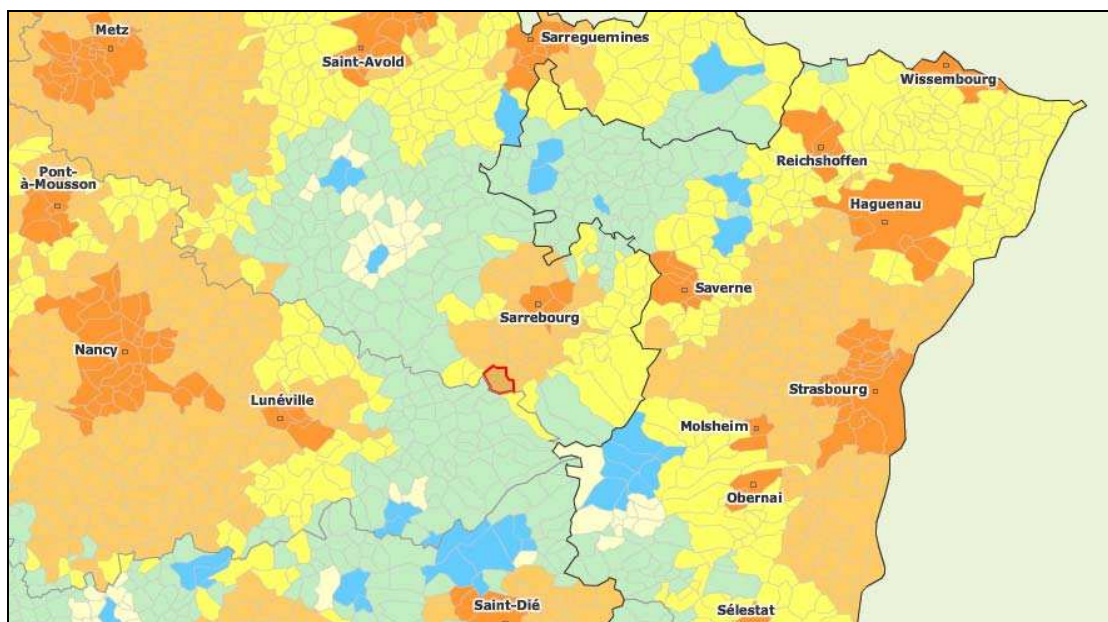 Metz
Saint-Avold
Sarreguemines
Wissembourg
Reichshoffen
Pont-
à-Mousson
Haguenau
Saverne
Sarrebourg
Nancy
Strasbourg
Lunéville
Molsheim
Obernai
Saint-Dié
Sélestat